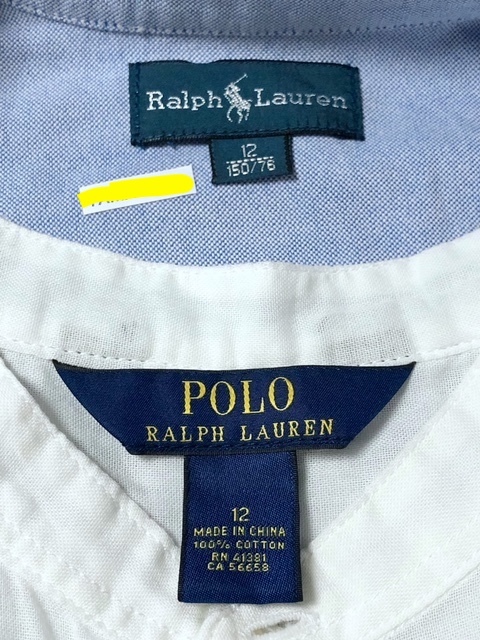 Ralph Lauren
12
150/76
POLO
RALPH LAUREN
12
MADE IN CHINA
100% COTTON
RN 41381
CA 56658